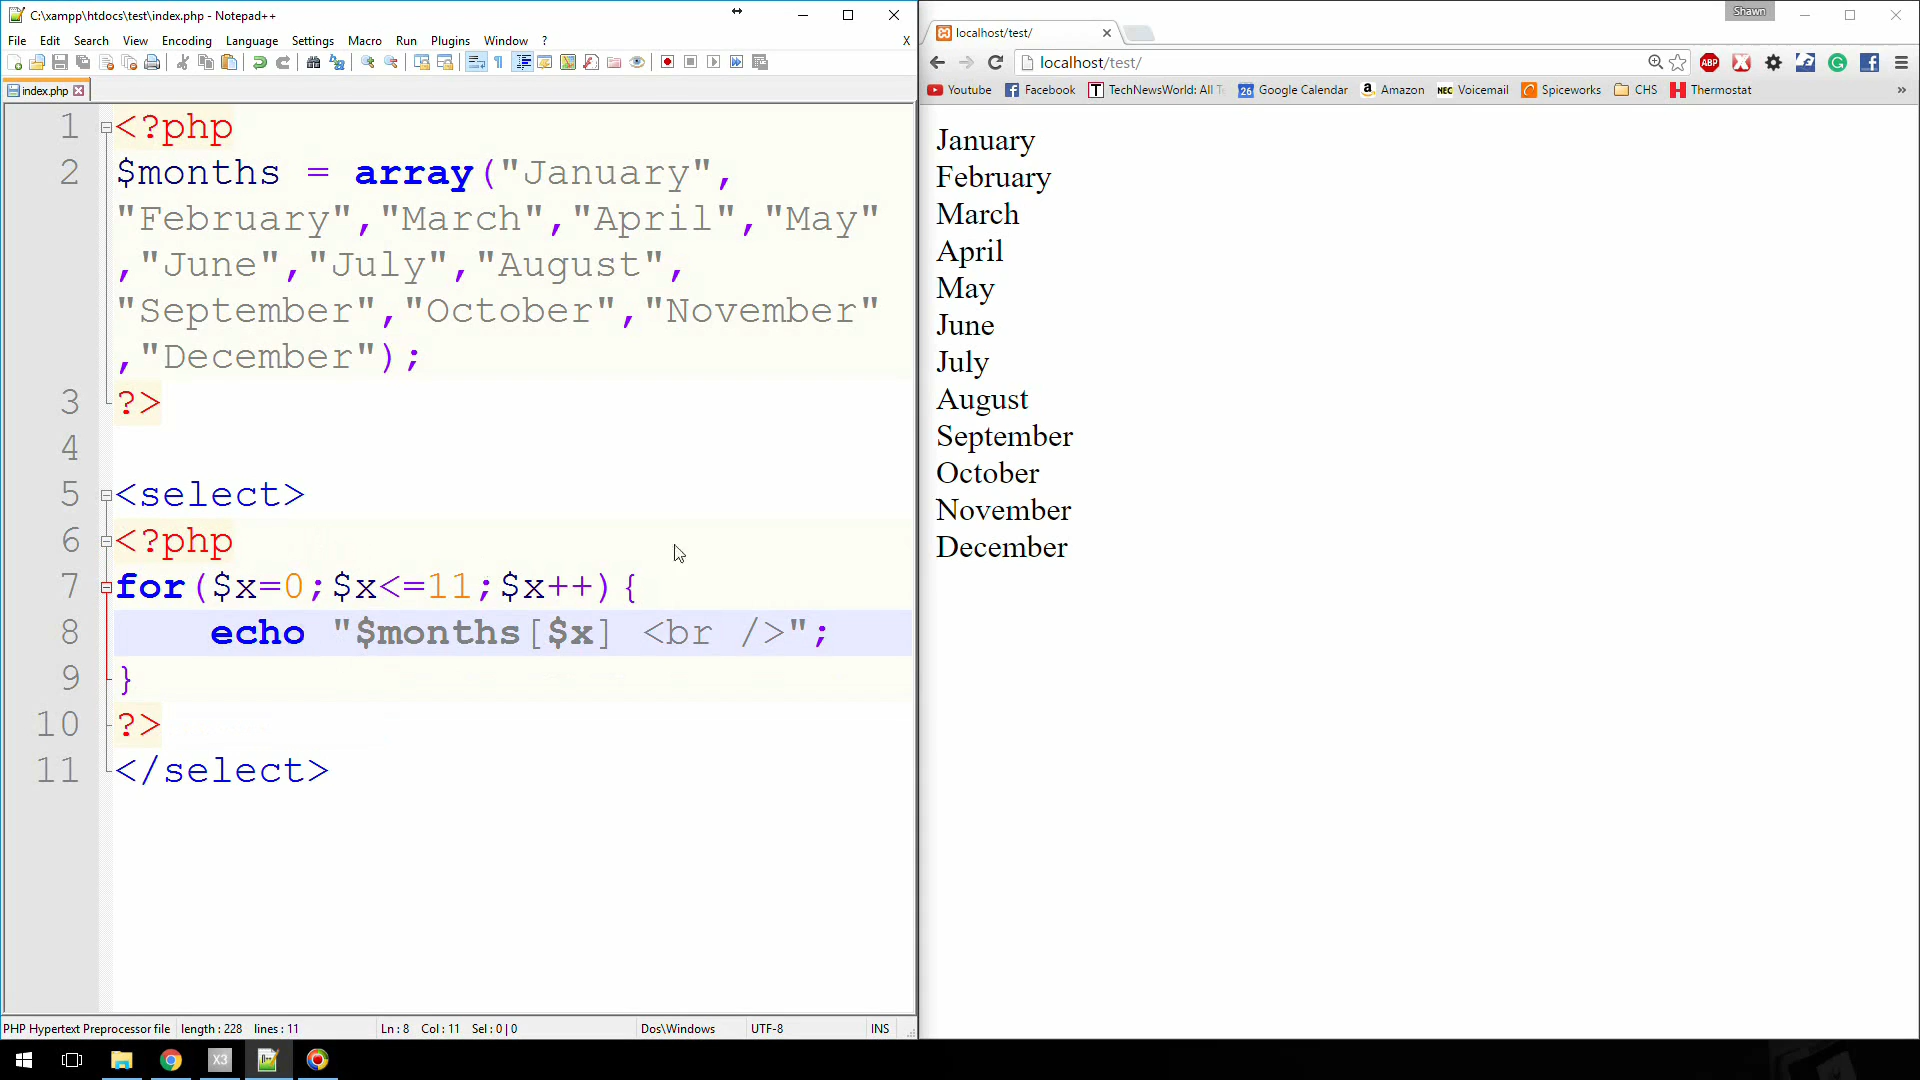 C:\xampp\htdocs\test\index.php - Notepad++
File Edit Search View Encoding Language Settings Macro Run Plugins Window ? X
index.php
1 <?php
2 $months = array("January",
"February","March","April","May"
,"June","July","August",
"September","October","November"
,"December");
3 ?>
4
5 <select>
6 <?php
7 for($x=0;$x<=11;$x++){
8 echo "$months[$x] <br />";
9 }
10 ?>
11 </select>
PHP Hypertext Preprocessor file length : 228 lines : 11 Ln : 8 Col : 11 Sel : 0 | 0 Dos\Windows UTF-8 INS
Shawn
localhost/test/
localhost/test/
ABP
Youtube Facebook TechNewsWorld: All T 26 Google Calendar Amazon NEC Voicemail Spiceworks CHS Thermostat »
January
February
March
April
May
June
July
August
September
October
November
December
X3